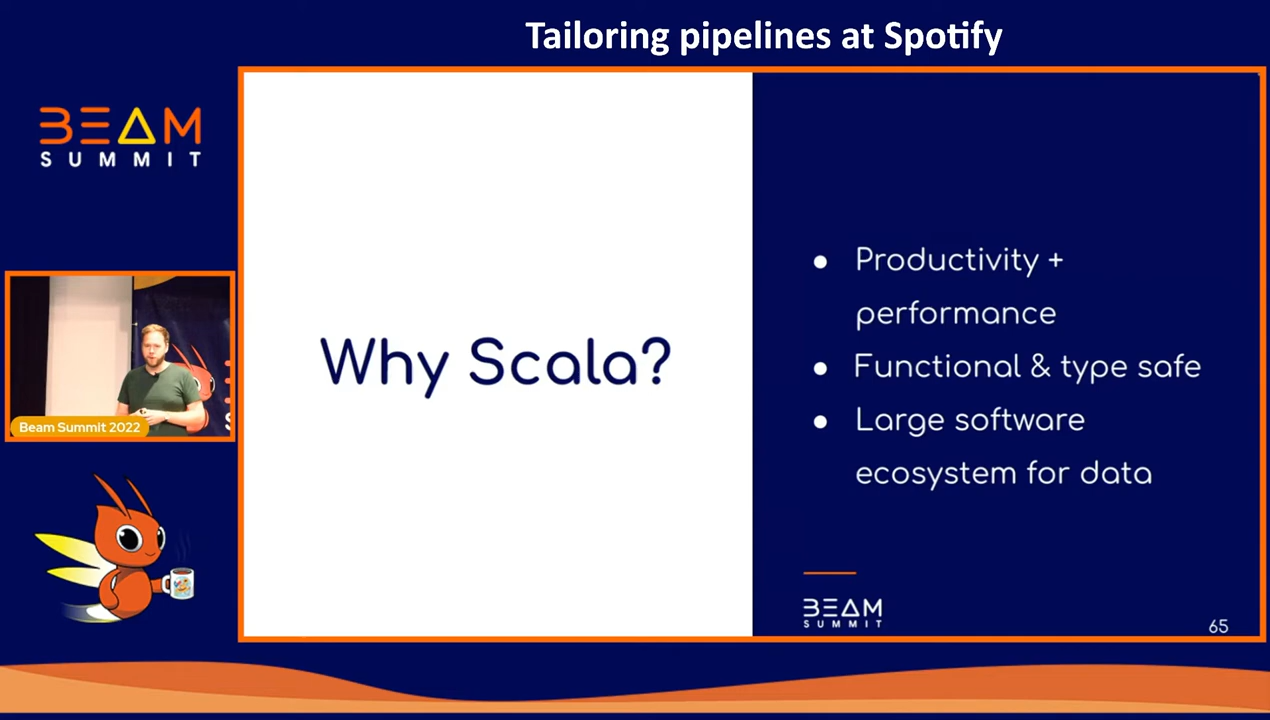 Tailoring pipelines at Spotify
BEAM
SUMMIT
Beam Summit 2022
Why Scala?
● Productivity +
performance
● Functional & type safe
● Large software
ecosystem for data
BEAM
SUMMIT
65